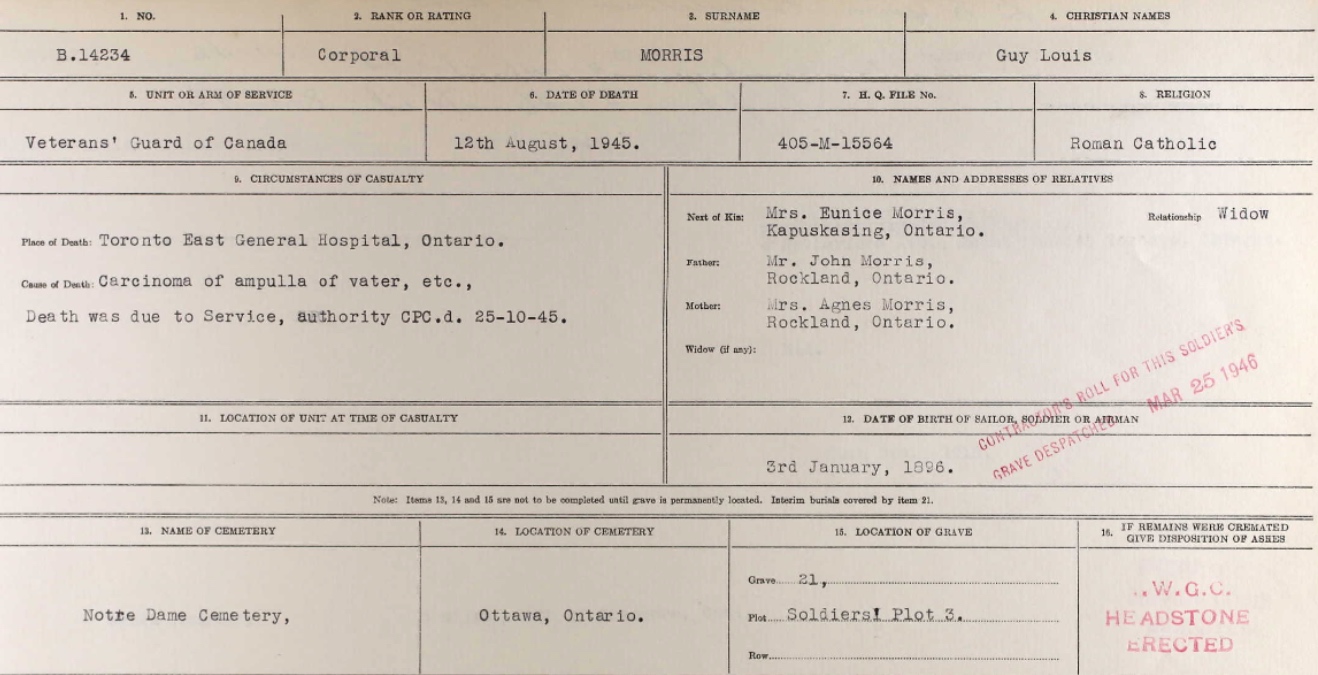 1. NO.
2. RANK OR RATING
3. SURNAME
4. CHRISTIAN NAMES
B.14234
Corporal
MORRIS
Guy Louis
5. UNIT OR ARM OF SERVICE
6. DATE OF DEATH
7. H. Q. FILE No.
8. RELIGION
Veterans' Guard of Canada
12th August, 1945.
405-M-15564
Roman Catholic
9. CIRCUMSTANCES OF CASUALTY
Place of Death: Toronto East General Hospital, Ontario.
Cause of Death: Carcinoma of ampulla of vater, etc.,
Death was due to Service, authority CPC.d. 25-10-45.
10. NAMES AND ADDRESSES OF RELATIVES
Next of Kin: Mrs. Eunice Morris, Relationship Widow
Kapuskasing, Ontario.
Father: Mr. John Morris,
Rockland, Ontario.
Mother: Mrs. Agnes Morris,
Rockland, Ontario.
Widow (if any):
CONTRACTOR'S ROLL FOR THIS SOLDIER'S
GRAVE DESPATCHED MAR 25 1946
11. LOCATION OF UNIT AT TIME OF CASUALTY
12. DATE OF BIRTH OF SAILOR, SOLDIER OR AIRMAN
3rd January, 1896.
Note: Items 13, 14 and 15 are not to be completed until grave is permanently located. Interim burials covered by item 21.
13. NAME OF CEMETERY
14. LOCATION OF CEMETERY
15. LOCATION OF GRAVE
16. IF REMAINS WERE CREMATED
GIVE DISPOSITION OF ASHES
Notre Dame Cemetery,
Ottawa, Ontario.
Grave 21,
Plot Soldiers' Plot 3.
Row
.W.G.C.
HEADSTONE
ERECTED